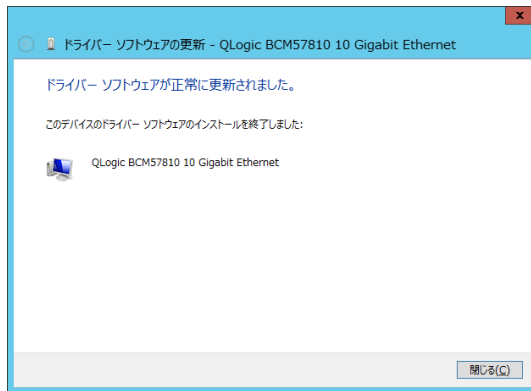 x
ドライバー ソフトウェアの更新 - QLogic BCM57810 10 Gigabit Ethernet
ドライバー ソフトウェアが正常に更新されました。
このデバイスのドライバー ソフトウェアのインストールを終了しました:
QLogic BCM57810 10 Gigabit Ethernet
閉じる(C)